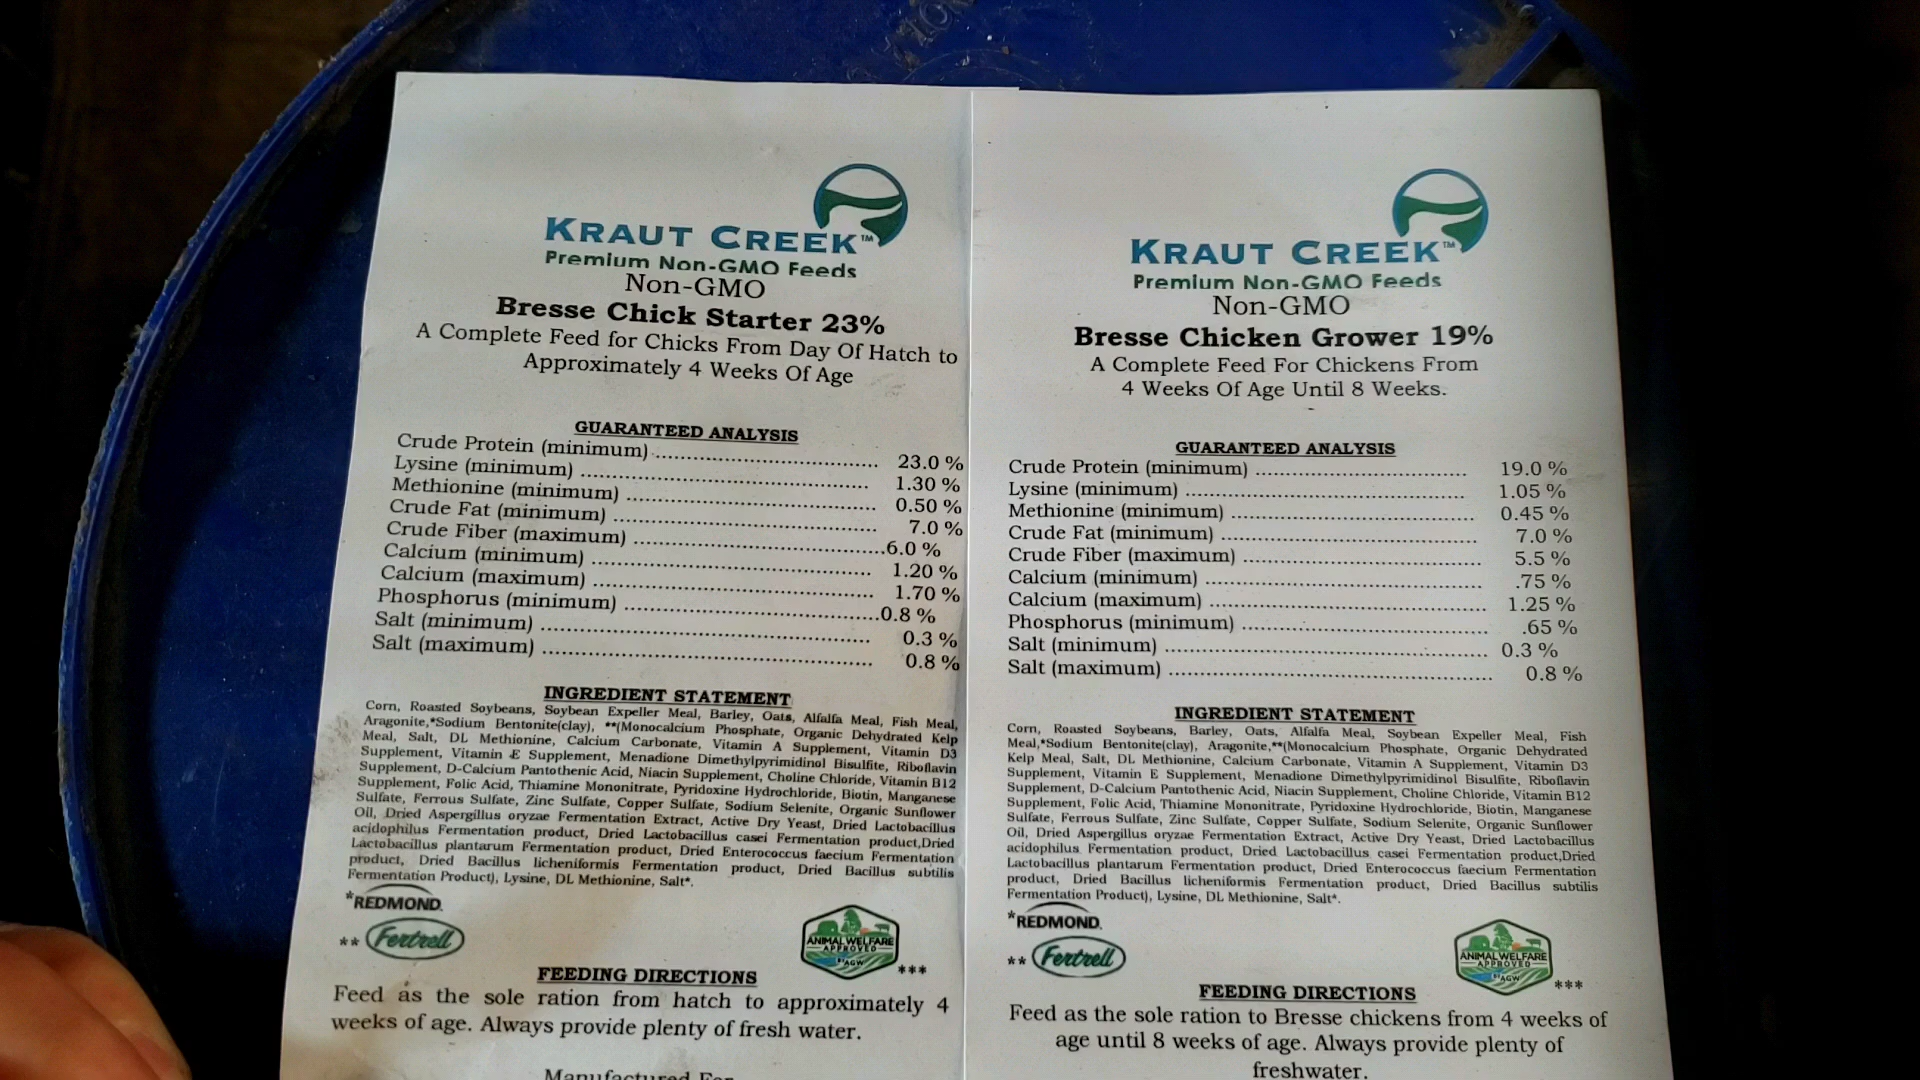 KRAUT CREEK™
Premium Non-GMO Feeds
Non-GMO
Bresse Chick Starter 23%
A Complete Feed for Chicks From Day Of Hatch to
Approximately 4 Weeks Of Age
GUARANTEED ANALYSIS
Crude Protein (minimum) ........ 23.0 %
Lysine (minimum) ........ 1.30 %
Methionine (minimum) ........ 0.50 %
Crude Fat (minimum) ........ 7.0 %
Crude Fiber (maximum) ........ 6.0 %
Calcium (minimum) ........ 1.20 %
Calcium (maximum) ........ 1.70 %
Phosphorus (minimum) ........ 0.8 %
Salt (minimum) ........ 0.3 %
Salt (maximum) ........ 0.8 %
INGREDIENT STATEMENT
Corn, Roasted Soybeans, Soybean Expeller Meal, Barley, Oats, Alfalfa Meal, Fish Meal,
Aragonite,*Sodium Bentonite(clay), **(Monocalcium Phosphate, Organic Dehydrated Kelp
Meal, Salt, DL Methionine, Calcium Carbonate, Vitamin A Supplement, Vitamin D3
Supplement, Vitamin E Supplement, Menadione Dimethylpyrimidinol Bisulfite, Riboflavin
Supplement, D-Calcium Pantothenic Acid, Niacin Supplement, Choline Chloride, Vitamin B12
Supplement, Folic Acid, Thiamine Mononitrate, Pyridoxine Hydrochloride, Biotin, Manganese
Sulfate, Ferrous Sulfate, Zinc Sulfate, Copper Sulfate, Sodium Selenite, Organic Sunflower
Oil, Dried Aspergillus oryzae Fermentation Extract, Active Dry Yeast, Dried Lactobacillus
acidophilus Fermentation product, Dried Lactobacillus casei Fermentation product,Dried
Lactobacillus plantarum Fermentation product, Dried Enterococcus faecium Fermentation
product, Dried Bacillus licheniformis Fermentation product, Dried Bacillus subtilis
Fermentation Product), Lysine, DL Methionine, Salt*.
*REDMOND.
** Fertrell
ANIMAL WELFARE
APPROVED
BY AGW
***
FEEDING DIRECTIONS
Feed as the sole ration from hatch to approximately 4
weeks of age. Always provide plenty of fresh water.
Manufactured For
KRAUT CREEK™
Premium Non-GMO Feeds
Non-GMO
Bresse Chicken Grower 19%
A Complete Feed For Chickens From
4 Weeks Of Age Until 8 Weeks.
GUARANTEED ANALYSIS
Crude Protein (minimum) ........ 19.0 %
Lysine (minimum) ........ 1.05 %
Methionine (minimum) ........ 0.45 %
Crude Fat (minimum) ........ 7.0 %
Crude Fiber (maximum) ........ 5.5 %
Calcium (minimum) ........ .75 %
Calcium (maximum) ........ 1.25 %
Phosphorus (minimum) ........ .65 %
Salt (minimum) ........ 0.3 %
Salt (maximum) ........ 0.8 %
INGREDIENT STATEMENT
Corn, Roasted Soybeans, Barley, Oats, Alfalfa Meal, Soybean Expeller Meal, Fish
Meal,*Sodium Bentonite(clay), Aragonite,**(Monocalcium Phosphate, Organic Dehydrated
Kelp Meal, Salt, DL Methionine, Calcium Carbonate, Vitamin A Supplement, Vitamin D3
Supplement, Vitamin E Supplement, Menadione Dimethylpyrimidinol Bisulfite, Riboflavin
Supplement, D-Calcium Pantothenic Acid, Niacin Supplement, Choline Chloride, Vitamin B12
Supplement, Folic Acid, Thiamine Mononitrate, Pyridoxine Hydrochloride, Biotin, Manganese
Sulfate, Ferrous Sulfate, Zinc Sulfate, Copper Sulfate, Sodium Selenite, Organic Sunflower
Oil, Dried Aspergillus oryzae Fermentation Extract, Active Dry Yeast, Dried Lactobacillus
acidophilus Fermentation product, Dried Lactobacillus casei Fermentation product,Dried
Lactobacillus plantarum Fermentation product, Dried Enterococcus faecium Fermentation
product, Dried Bacillus licheniformis Fermentation product, Dried Bacillus subtilis
Fermentation Product), Lysine, DL Methionine, Salt*.
*REDMOND.
** Fertrell
ANIMAL WELFARE
APPROVED
BY AGW
***
FEEDING DIRECTIONS
Feed as the sole ration to Bresse chickens from 4 weeks of
age until 8 weeks of age. Always provide plenty of
freshwater.